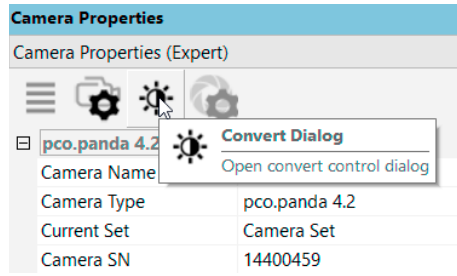 Camera Properties
Camera Properties (Expert)
pco.panda 4.2
Convert Dialog
Open convert control dialog
Camera Name
Camera Type pco.panda 4.2
Current Set Camera Set
Camera SN 14400459